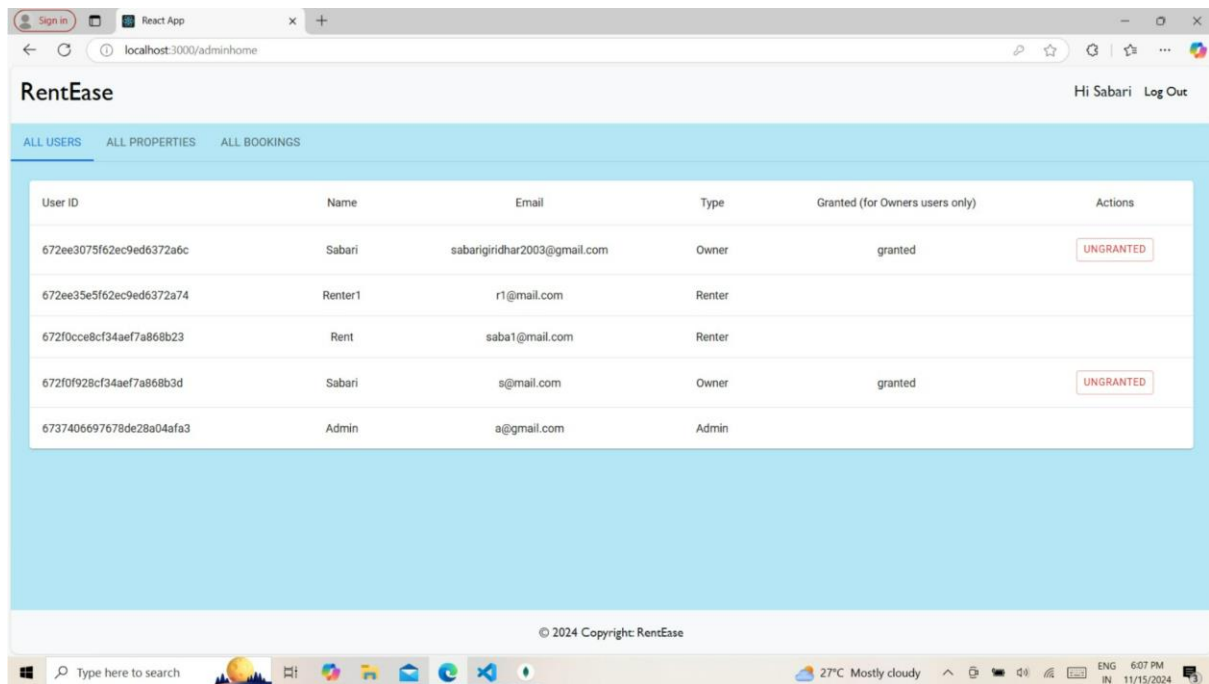 Sign in React App
localhost:3000/adminhome
RentEase Hi Sabari Log Out
ALL USERS ALL PROPERTIES ALL BOOKINGS
User ID Name Email Type Granted (for Owners users only) Actions
672ee3075f62ec9ed6372a6c Sabari sabarigiridhar2003@gmail.com Owner granted UNGRANTED
672ee35e5f62ec9ed6372a74 Renter1 r1@mail.com Renter
672f0cce8cf34aef7a868b23 Rent saba1@mail.com Renter
672f0f928cf34aef7a868b3d Sabari s@mail.com Owner granted UNGRANTED
6737406697678de28a04afa3 Admin a@gmail.com Admin
© 2024 Copyright: RentEase
Type here to search 27°C Mostly cloudy ENG 6:07 PM
IN 11/15/2024 3